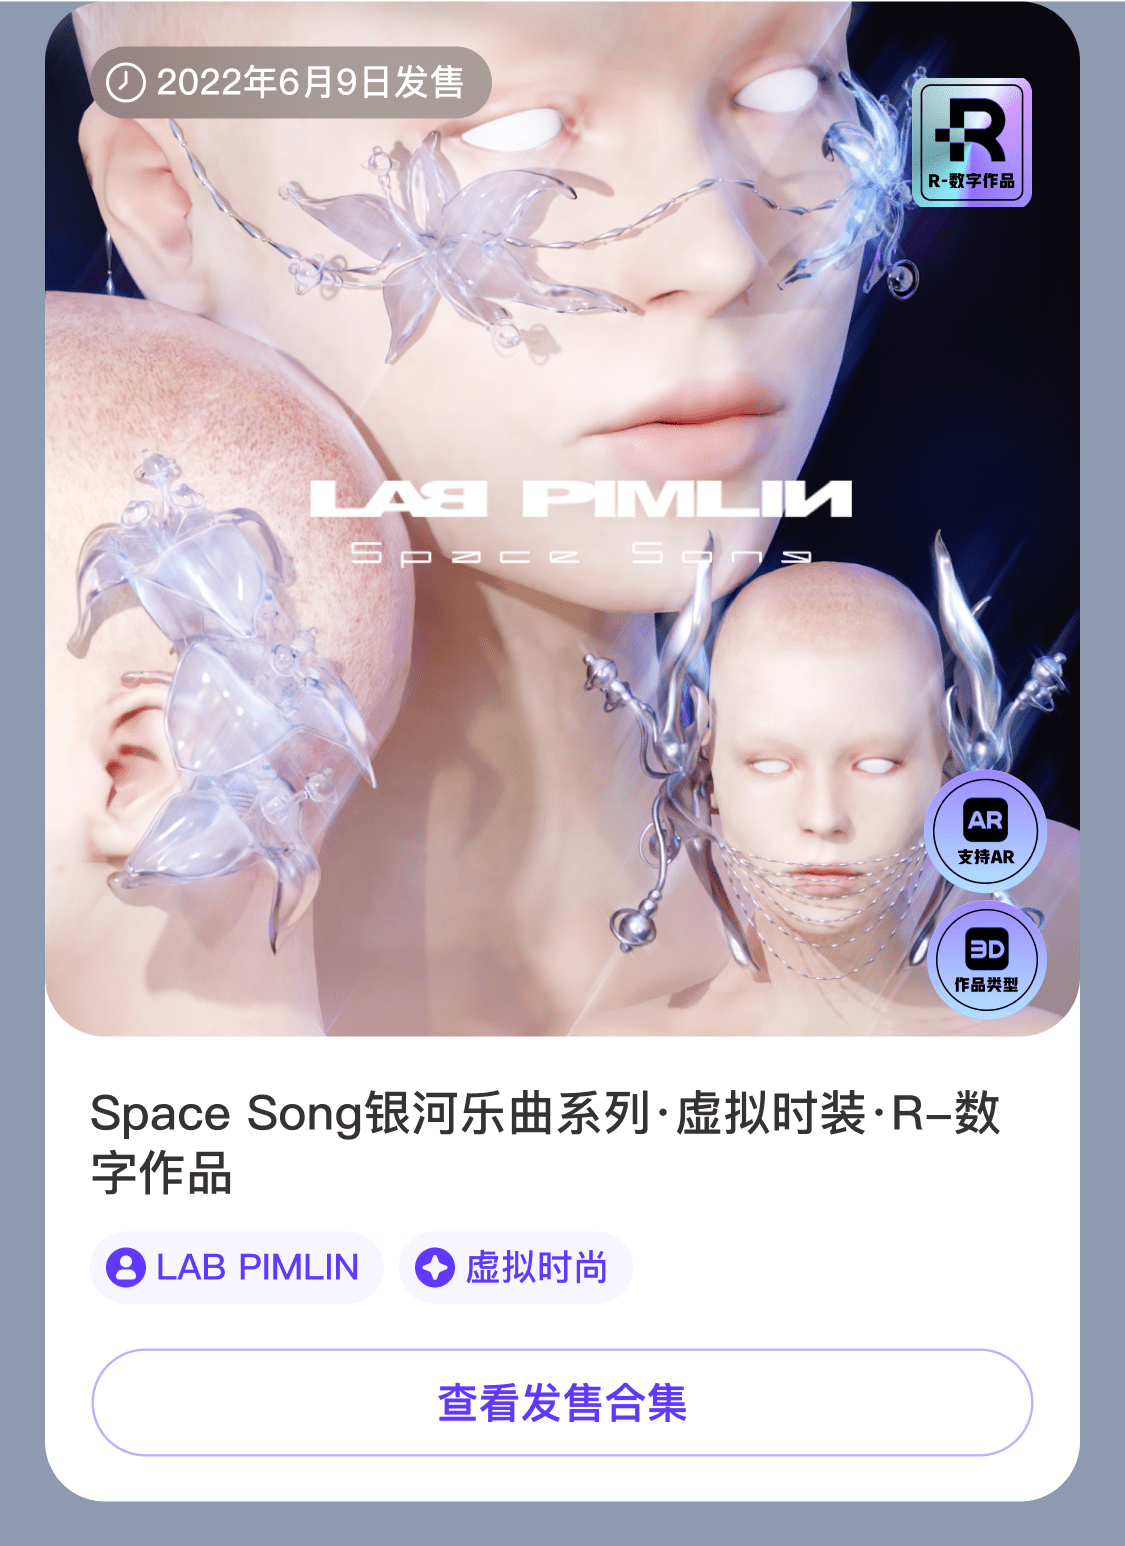 2022年6月9日发售
R-数字作品
LAB PIMLIN
Space Song
AR
支持AR
3D
作品类型
Space Song银河乐曲系列·虚拟时装·R–数
字作品
LAB PIMLIN
虚拟时尚
查看发售合集